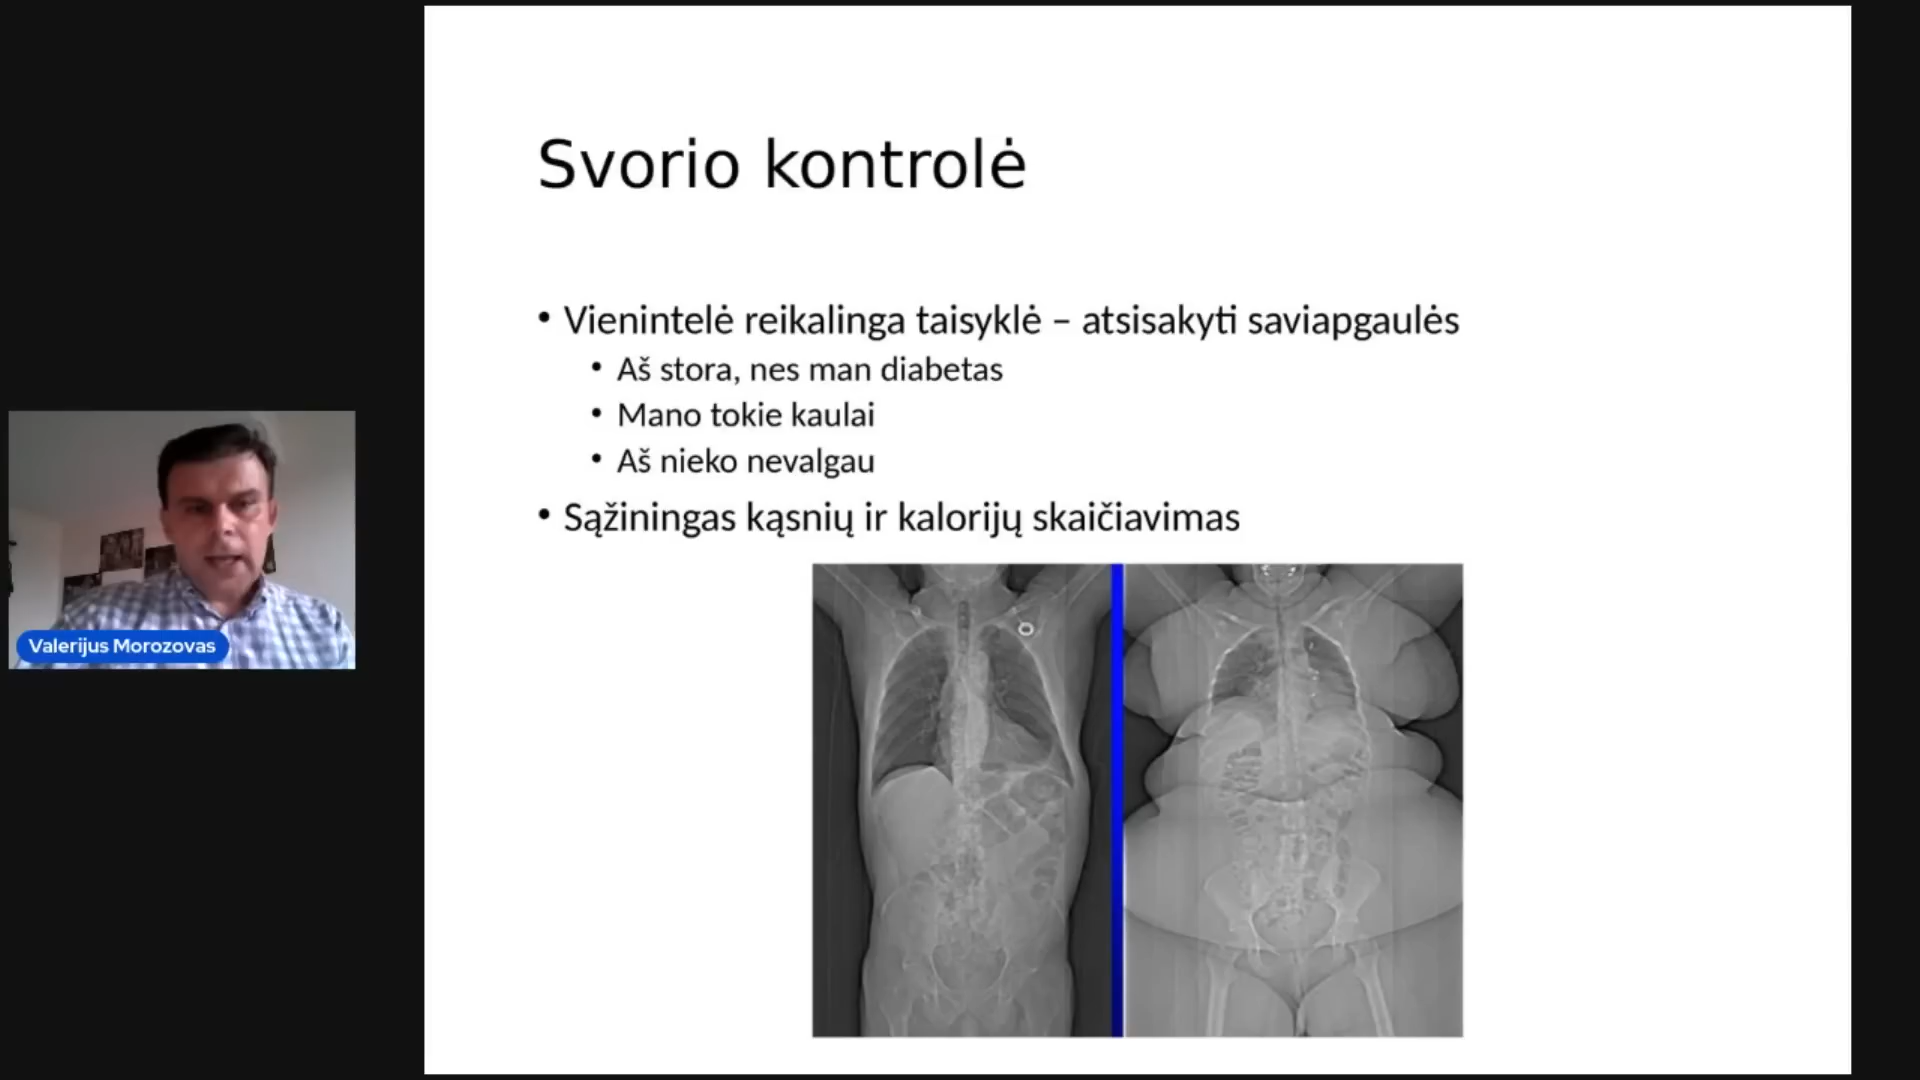 Svorio kontrolė
• Vienintelė reikalinga taisyklė – atsisakyti saviapgaulės
• Aš stora, nes man diabetas
• Mano tokie kaulai
• Aš nieko nevalgau
• Sąžiningas kąsnių ir kalorijų skaičiavimas
Valerijus Morozovas